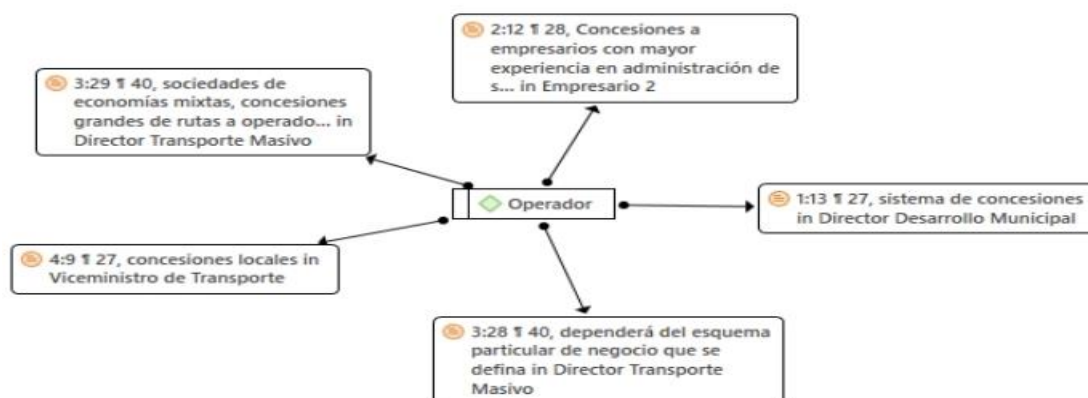 2:12 ¶ 28, Concesiones a
empresarios con mayor
experiencia en administración de
s... in Empresario 2
3:29 ¶ 40, sociedades de
economías mixtas, concesiones
grandes de rutas a operado... in
Director Transporte Masivo
Operador
1:13 ¶ 27, sistema de concesiones
in Director Desarrollo Municipal
4:9 ¶ 27, concesiones locales in
Viceministro de Transporte
3:28 ¶ 40, dependerá del esquema
particular de negocio que se
defina in Director Transporte
Masivo